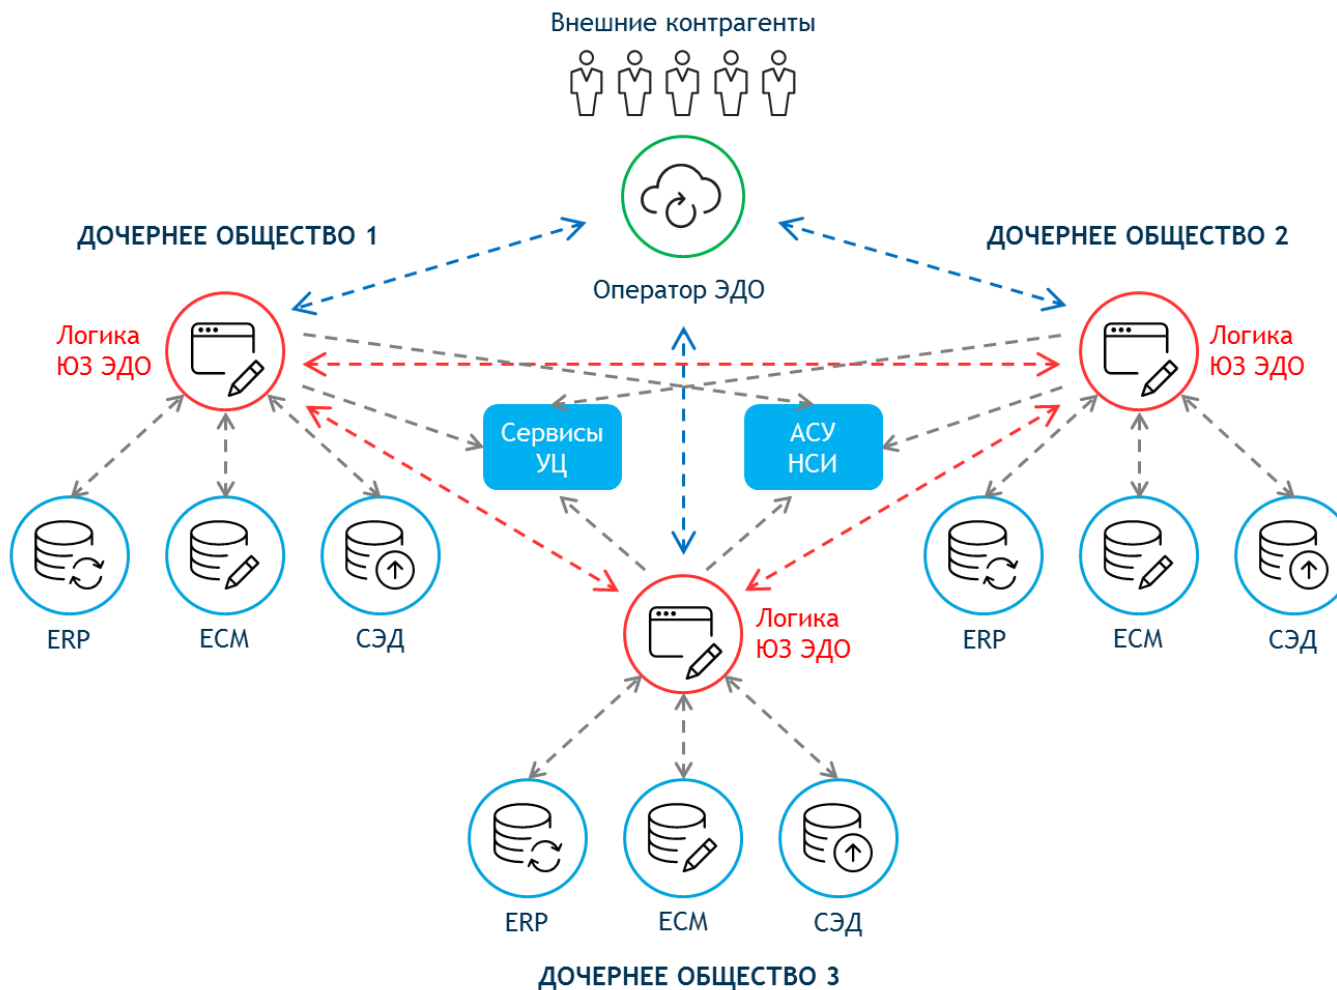 Внешние контрагенты
ДОЧЕРНЕЕ ОБЩЕСТВО 1
ДОЧЕРНЕЕ ОБЩЕСТВО 2
Оператор ЭДО
Логика
ЮЗ ЭДО
Логика
ЮЗ ЭДО
Сервисы
УЦ
АСУ
НСИ
ERP
ECM
СЭД
ERP
ECM
СЭД
Логика
ЮЗ ЭДО
ERP
ECM
СЭД
ДОЧЕРНЕЕ ОБЩЕСТВО 3